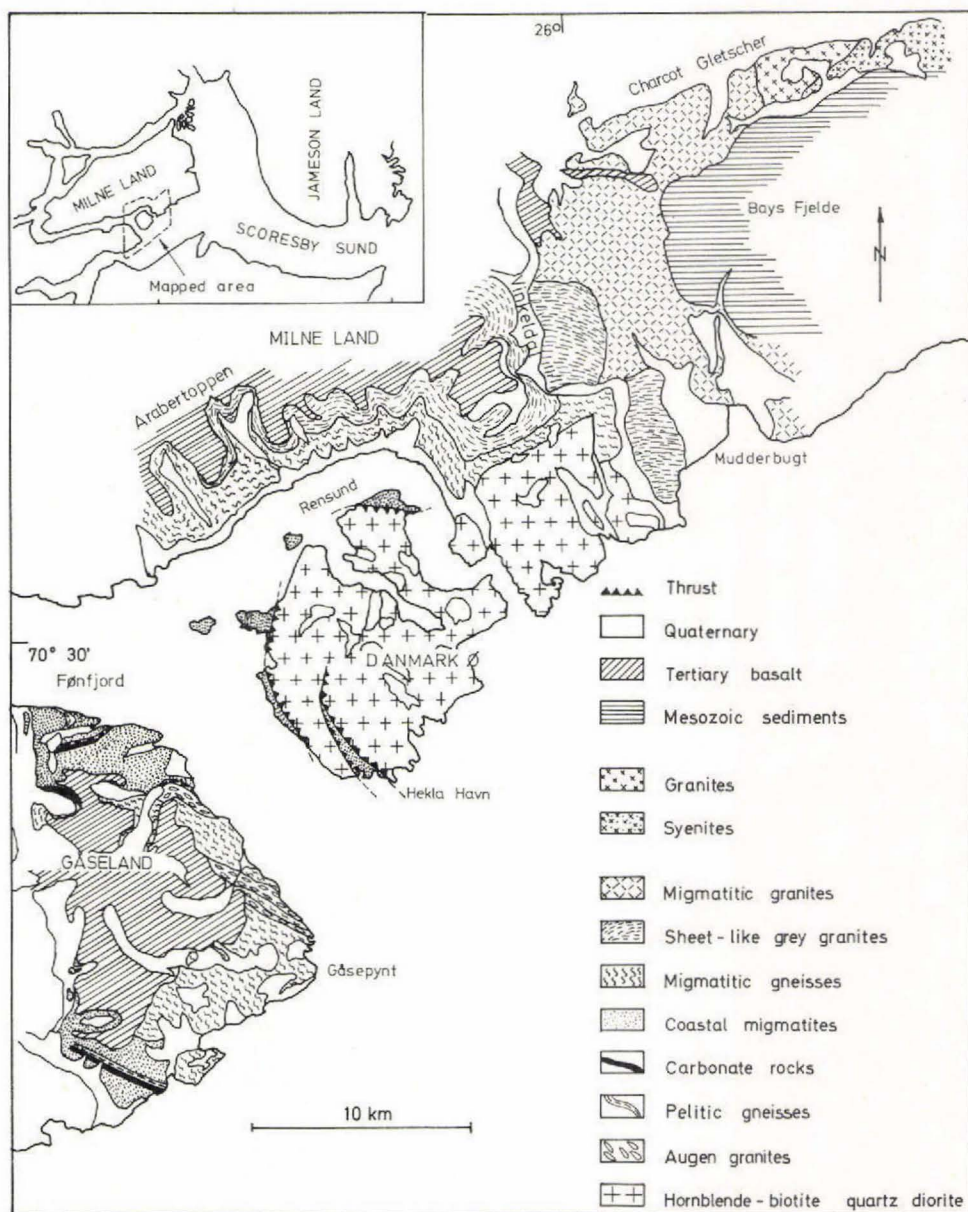 26º
Charcot Gletscher
JAMESON LAND
MILNE LAND
SCORESBY SUND
Mapped area
Bays Fjelde
N
MILNE LAND
Arabertoppen
Mudderbugt
Rensund
70° 30'
Fønfjord
DANMARK Ø
Hekla Havn
GÅSELAND
Gåsepynt
10 km
Thrust
Quaternary
Tertiary basalt
Mesozoic sediments
Granites
Syenites
Migmatitic granites
Sheet-like grey granites
Migmatitic gneisses
Coastal migmatites
Carbonate rocks
Pelitic gneisses
Augen granites
Hornblende-biotite quartz diorite